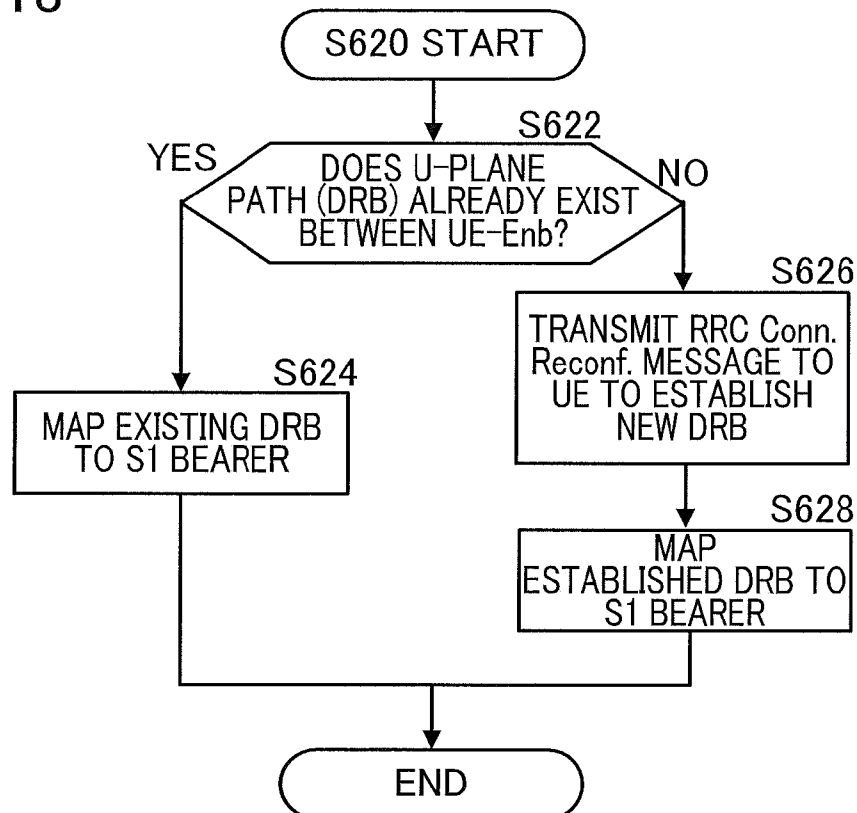 S620 START
S622
YES
DOES U-PLANE
PATH (DRB) ALREADY EXIST
BETWEEN UE-Enb?
NO
S626
TRANSMIT RRC Conn.
Reconf. MESSAGE TO
UE TO ESTABLISH
NEW DRB
S624
MAP EXISTING DRB
TO S1 BEARER
S628
MAP
ESTABLISHED DRB TO
S1 BEARER
END